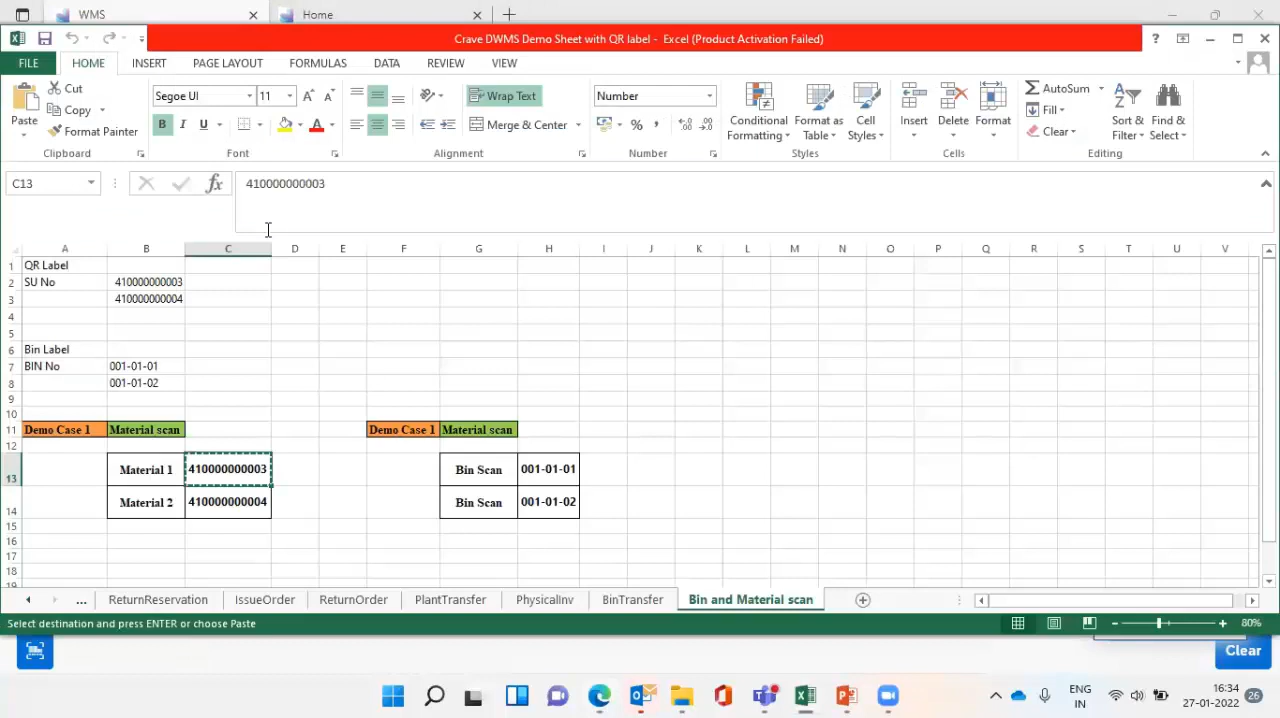 WMS Home
Crave DWMS Demo Sheet with QR label - Excel (Product Activation Failed)
FILE HOME INSERT PAGE LAYOUT FORMULAS DATA REVIEW VIEW
Paste Cut Copy Format Painter Clipboard
Segoe UI 11 B I U A Font
Wrap Text Merge & Center Alignment
Number % Number
Conditional Formatting Format as Table Cell Styles Styles
Insert Delete Format Cells
AutoSum Fill Clear Sort & Filter Find & Select Editing
C13 fx 410000000003
A B C D E F G H I J K L M N O P Q R S T U V
1 QR Label
2 SU No 410000000003
3 410000000004
4
5
6 Bin Label
7 BIN No 001-01-01
8 001-01-02
9
10
11 Demo Case 1 Material scan Demo Case 1 Material scan
12
13 Material 1 410000000003 Bin Scan 001-01-01
14 Material 2 410000000004 Bin Scan 001-01-02
15
16
17
18
19
... ReturnReservation IssueOrder ReturnOrder PlantTransfer PhysicalInv BinTransfer Bin and Material scan
Select destination and press ENTER or choose Paste 80%
Clear
ENG IN 16:34 27-01-2022 26